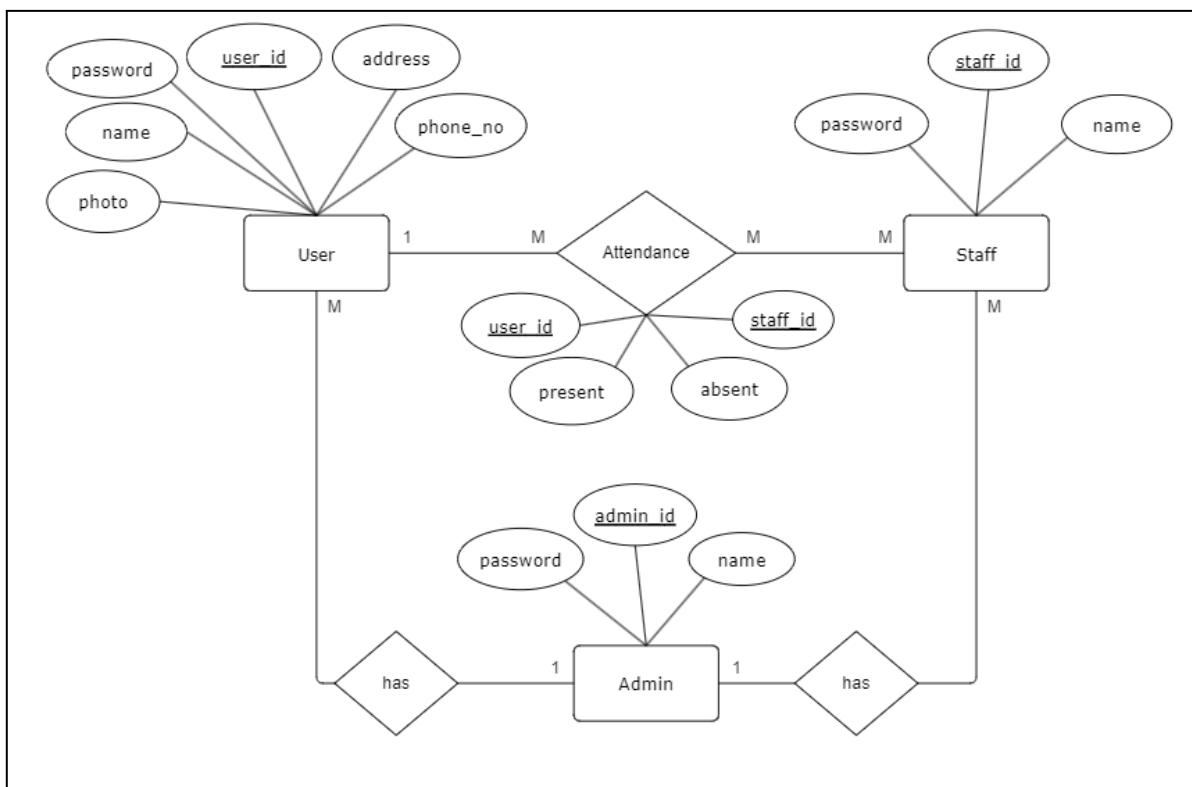 user_id
address
staff_id
password
name
phone_no
password
name
photo
User
1
M
Attendance
M
M
Staff
M
M
user_id
staff_id
present
absent
admin_id
password
name
has
1
Admin
1
has